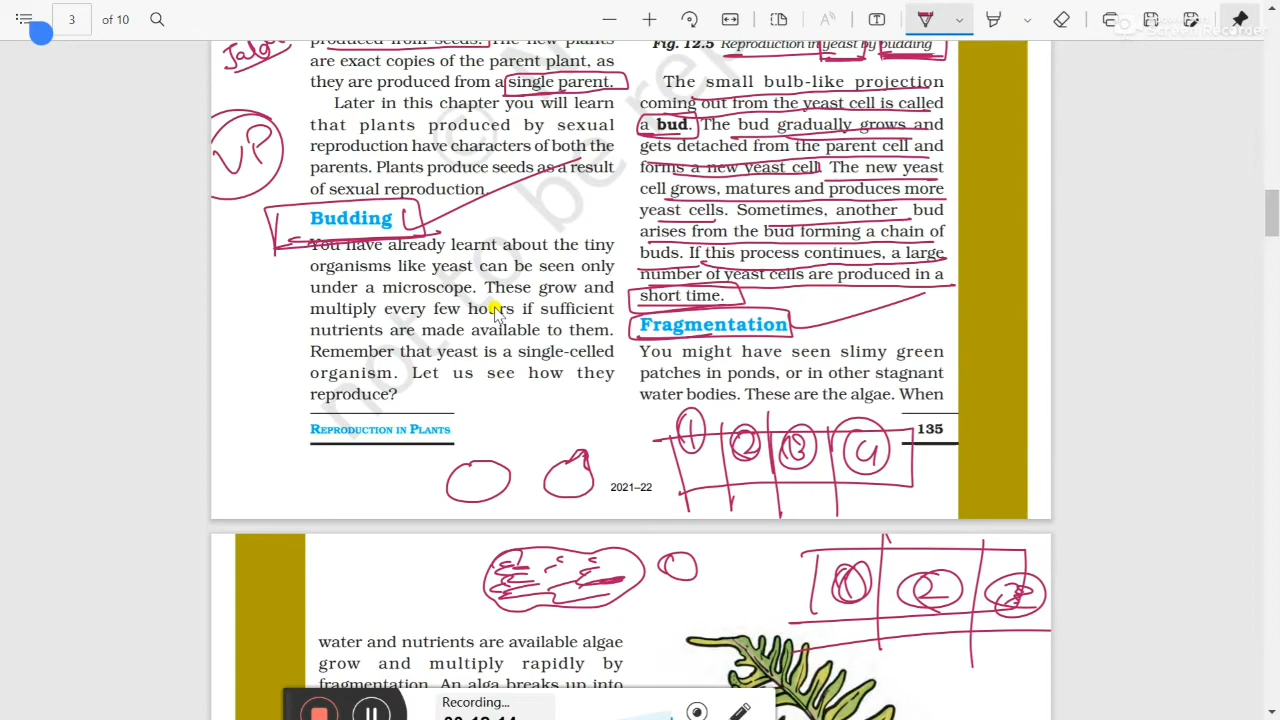 3 of 10
Screen Recorder
Jalga
produced from seeds. The new plants
are exact copies of the parent plant, as
they are produced from a single parent.
Later in this chapter you will learn
that plants produced by sexual
reproduction have characters of both the
parents. Plants produce seeds as a result
of sexual reproduction.
VP
Budding
You have already learnt about the tiny
organisms like yeast can be seen only
under a microscope. These grow and
multiply every few hours if sufficient
nutrients are made available to them.
Remember that yeast is a single-celled
organism. Let us see how they
reproduce?
REPRODUCTION IN PLANTS
Fig. 12.5 Reproduction in yeast by budding
The small bulb-like projection
coming out from the yeast cell is called
a bud. The bud gradually grows and
gets detached from the parent cell and
forms a new yeast cell. The new yeast
cell grows, matures and produces more
yeast cells. Sometimes, another bud
arises from the bud forming a chain of
buds. If this process continues, a large
number of yeast cells are produced in a
short time.
Fragmentation
You might have seen slimy green
patches in ponds, or in other stagnant
water bodies. These are the algae. When
135
1 2 3 4
2021–22
not to be re
1 2
water and nutrients are available algae
grow and multiply rapidly by
fragmentation. An alga breaks up into
Recording...